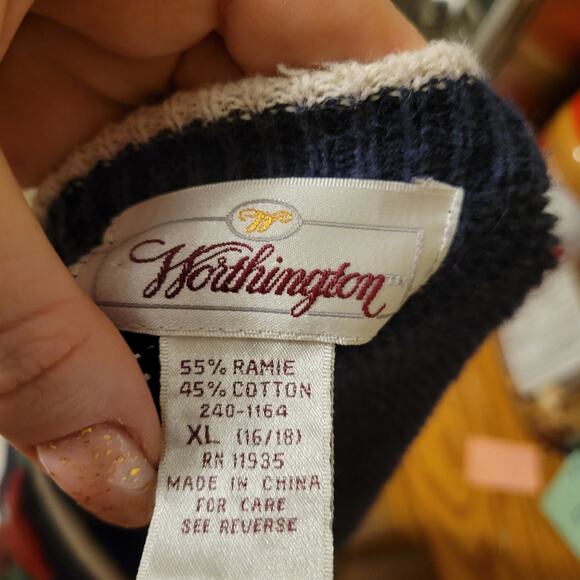 Worthington
55% RAMIE
45% COTTON
240-1164
XL (16/18)
RN 11935
MADE IN CHINA
FOR CARE
SEE REVERSE